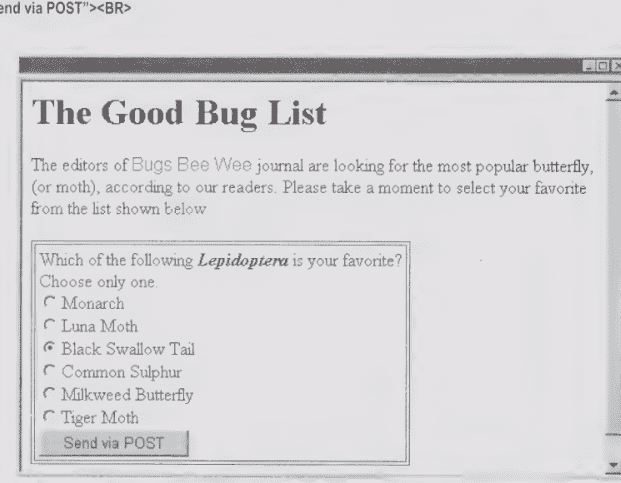 end via POST"><BR>
The Good Bug List
The editors of Bugs Bee Wee journal are looking for the most popular butterfly,
(or moth), according to our readers. Please take a moment to select your favorite
from the list shown below
Which of the following Lepidoptera is your favorite?
Choose only one.
Monarch
Luna Moth
Black Swallow Tail
Common Sulphur
Milkweed Butterfly
Tiger Moth
Send via POST